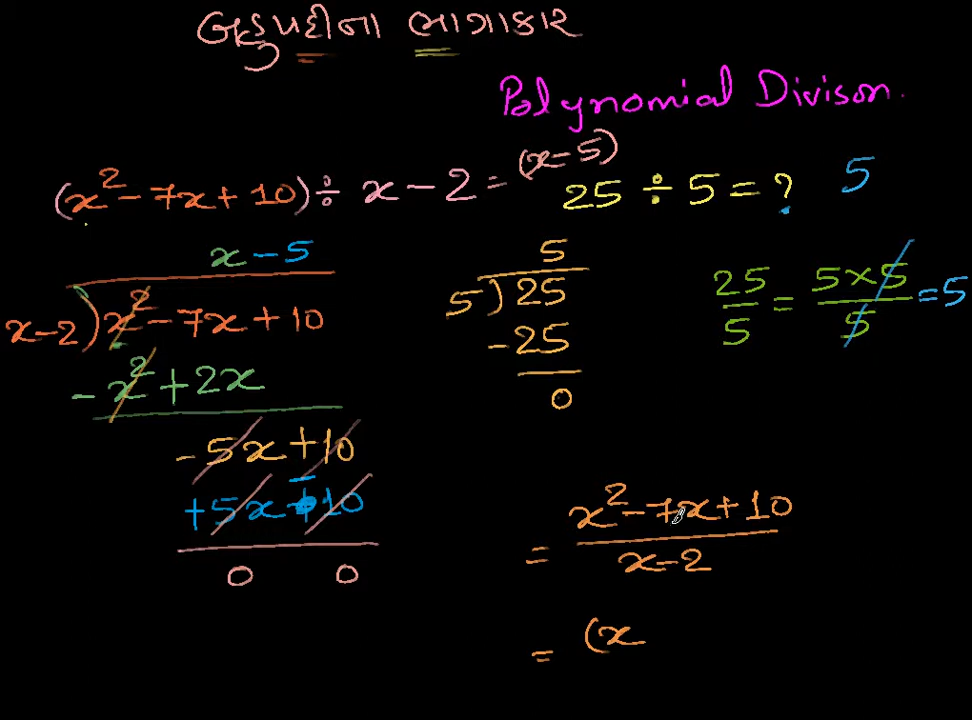 બહુપદીના ભાગાકાર
Polynomial Divison.
(x² - 7x + 10) ÷ x - 2 = (x - 5)
25 ÷ 5 = ? 5
x - 5
x - 2 ) x² - 7x + 10
- x² + 2x
- 5x + 10
+ 5x - 10
0 0
5
5 ) 25
- 25
0
25/5 = 5 × 5/5 = 5
= x² - 7x + 10 / x - 2
= (x